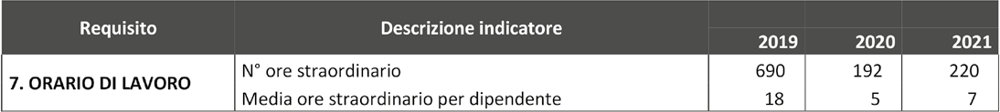 Requisito Descrizione indicatore
2019 2020 2021
7. ORARIO DI LAVORO
N° ore straordinario 690 192 220
Media ore straordinario per dipendente 18 5 7